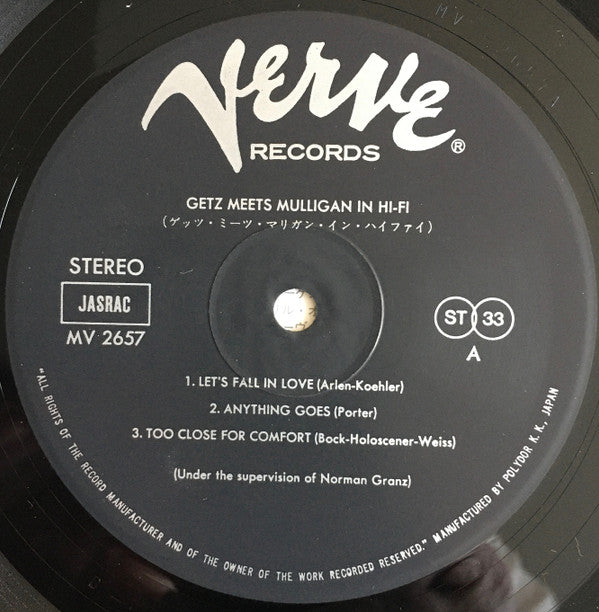 Verve
RECORDS ®
GETZ MEETS MULLIGAN IN HI-FI
(ゲッツ・ミーツ・マリガン・イン・ハイファイ)
STEREO
JASRAC
MV 2657
ST 33
A
1. LET'S FALL IN LOVE (Arlen-Koehler)
2. ANYTHING GOES (Porter)
3. TOO CLOSE FOR COMFORT (Bock-Holoscener-Weiss)
(Under the supervision of Norman Granz)
"ALL RIGHTS OF THE RECORD MANUFACTURER AND OF THE OWNER OF THE WORK RECORDED RESERVED." MANUFACTURED BY POLYDOR K. K., JAPAN